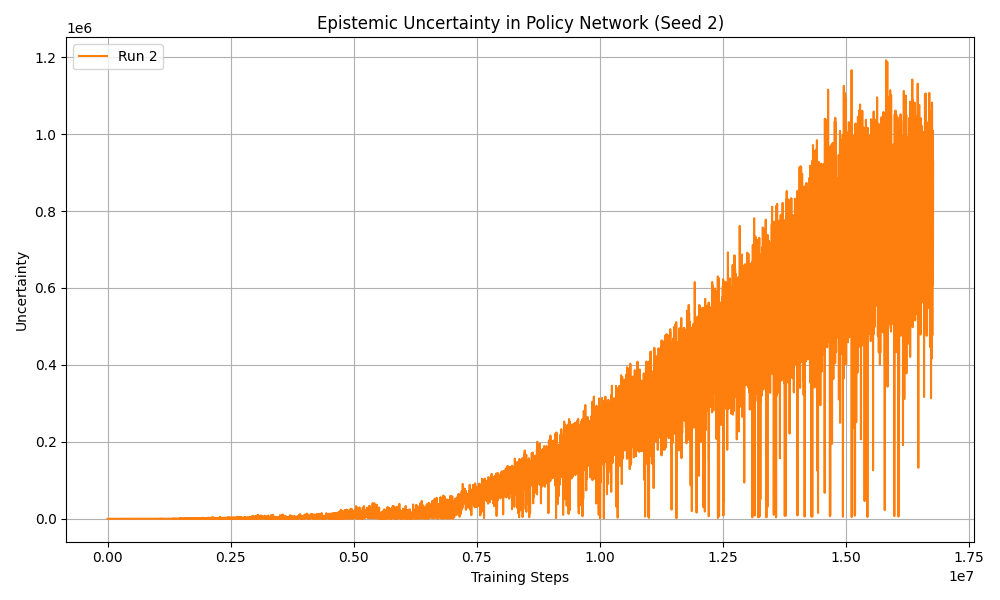 Epistemic Uncertainty in Policy Network (Seed 2)
1e6
Run 2
1.2
1.0
0.8
0.6
0.4
0.2
0.0
Uncertainty
0.00
0.25
0.50
0.75
1.00
1.25
1.50
1.75
1e7
Training Steps